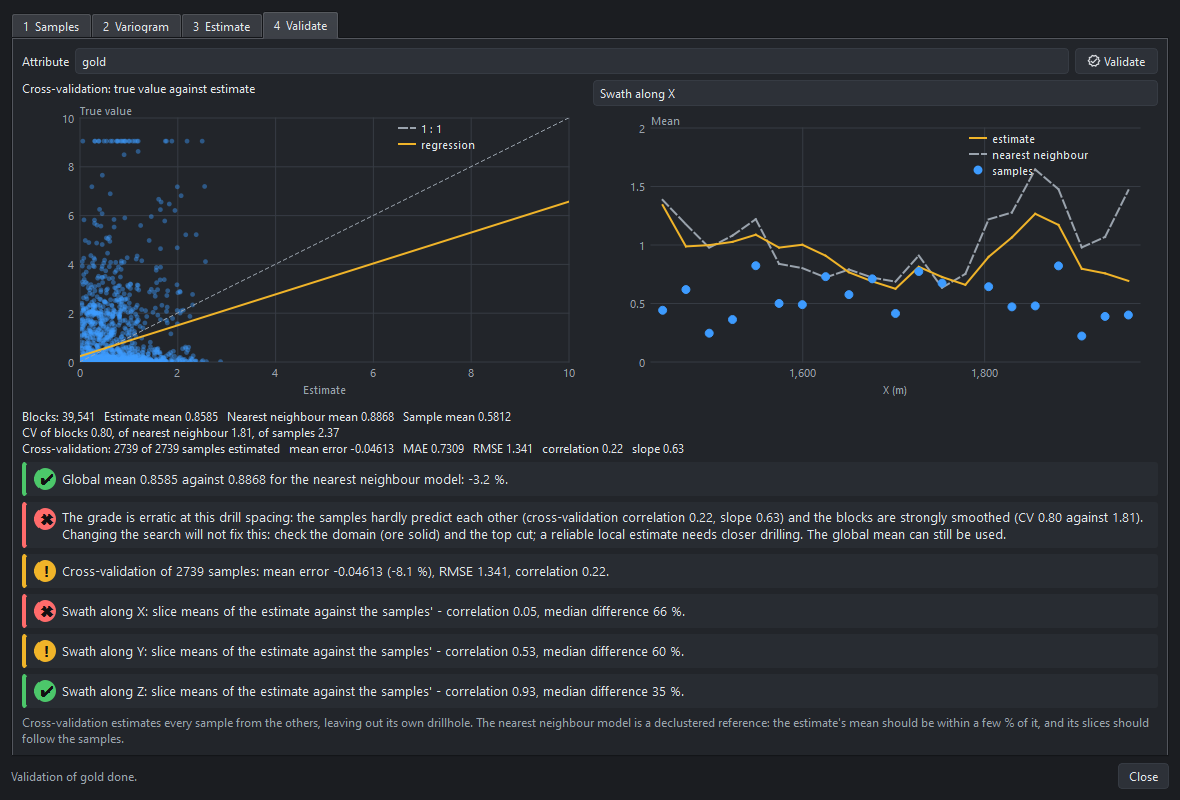 1 Samples
2 Variogram
3 Estimate
4 Validate
Attribute
gold
Validate
Cross-validation: true value against estimate
Swath along X
True value
10
8
6
4
2
0
0
2
4
6
8
10
Estimate
1 : 1
regression
Mean
2
1.5
1
0.5
0
1,600
1,800
X (m)
estimate
nearest neighbour
samples
Blocks: 39,541 Estimate mean 0.8585 Nearest neighbour mean 0.8868 Sample mean 0.5812
CV of blocks 0.80, of nearest neighbour 1.81, of samples 2.37
Cross-validation: 2739 of 2739 samples estimated mean error -0.04613 MAE 0.7309 RMSE 1.341 correlation 0.22 slope 0.63
Global mean 0.8585 against 0.8868 for the nearest neighbour model: -3.2 %.
The grade is erratic at this drill spacing: the samples hardly predict each other (cross-validation correlation 0.22, slope 0.63) and the blocks are strongly smoothed (CV 0.80 against 1.81).
Changing the search will not fix this: check the domain (ore solid) and the top cut; a reliable local estimate needs closer drilling. The global mean can still be used.
Cross-validation of 2739 samples: mean error -0.04613 (-8.1 %), RMSE 1.341, correlation 0.22.
Swath along X: slice means of the estimate against the samples' - correlation 0.05, median difference 66 %.
Swath along Y: slice means of the estimate against the samples' - correlation 0.53, median difference 60 %.
Swath along Z: slice means of the estimate against the samples' - correlation 0.93, median difference 35 %.
Cross-validation estimates every sample from the others, leaving out its own drillhole. The nearest neighbour model is a declustered reference: the estimate's mean should be within a few % of it, and its slices should
follow the samples.
Validation of gold done.
Close